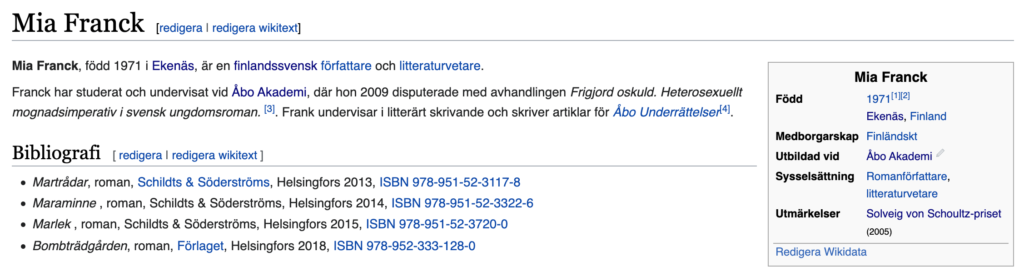 Mia Franck [redigera | redigera wikitext]
Mia Franck, född 1971 i Ekenäs, är en finlandssvensk författare och litteraturvetare.
Franck har studerat och undervisat vid Åbo Akademi, där hon 2009 disputerade med avhandlingen Frigjord oskuld. Heterosexuellt
mognadsimperativ i svensk ungdomsroman. [3]. Frank undervisar i litterärt skrivande och skriver artiklar för Åbo Underrättelser[4].
Bibliografi [ redigera | redigera wikitext ]
• Martrådar, roman, Schildts & Söderströms, Helsingfors 2013, ISBN 978-951-52-3117-8
• Maraminne , roman, Schildts & Söderströms, Helsingfors 2014, ISBN 978-951-52-3322-6
• Marlek , roman, Schildts & Söderströms, Helsingfors 2015, ISBN 978-951-52-3720-0
• Bombträdgården, roman, Förlaget, Helsingfors 2018, ISBN 978-952-333-128-0
Mia Franck
Född 1971[1][2]
Ekenäs, Finland
Medborgarskap Finländskt
Utbildad vid Åbo Akademi
Sysselsättning Romanförfattare,
litteraturvetare
Utmärkelser Solveig von Schoultz-priset
(2005)
Redigera Wikidata